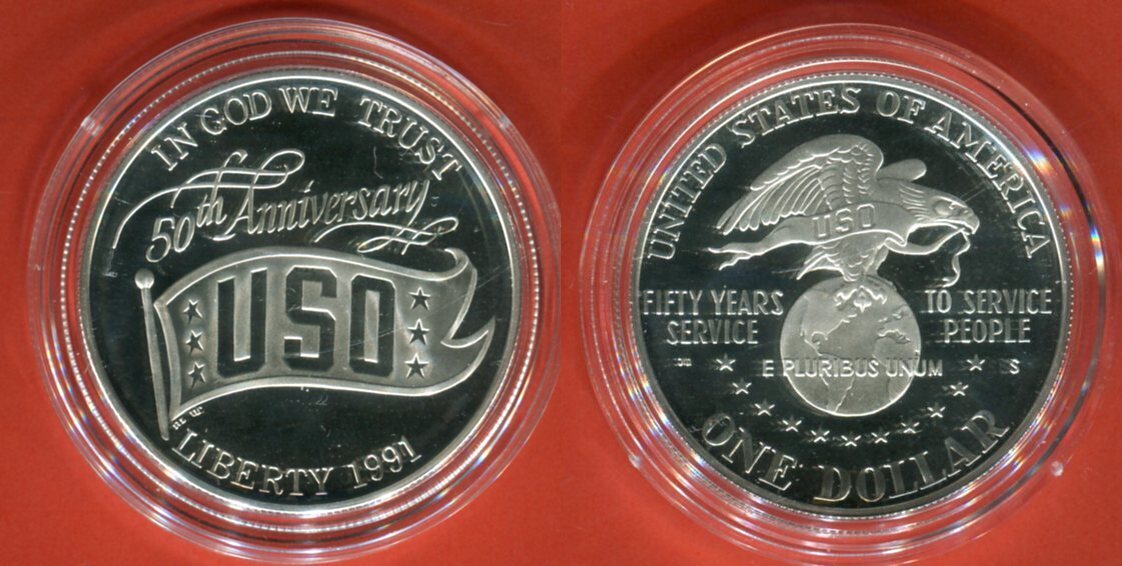 IN GOD WE TRUST
50th Anniversary
USO
LIBERTY 1991
UNITED STATES OF AMERICA
USO
FIFTY YEARS
SERVICE
TO SERVICE
PEOPLE
E PLURIBUS UNUM
S
ONE DOLLAR